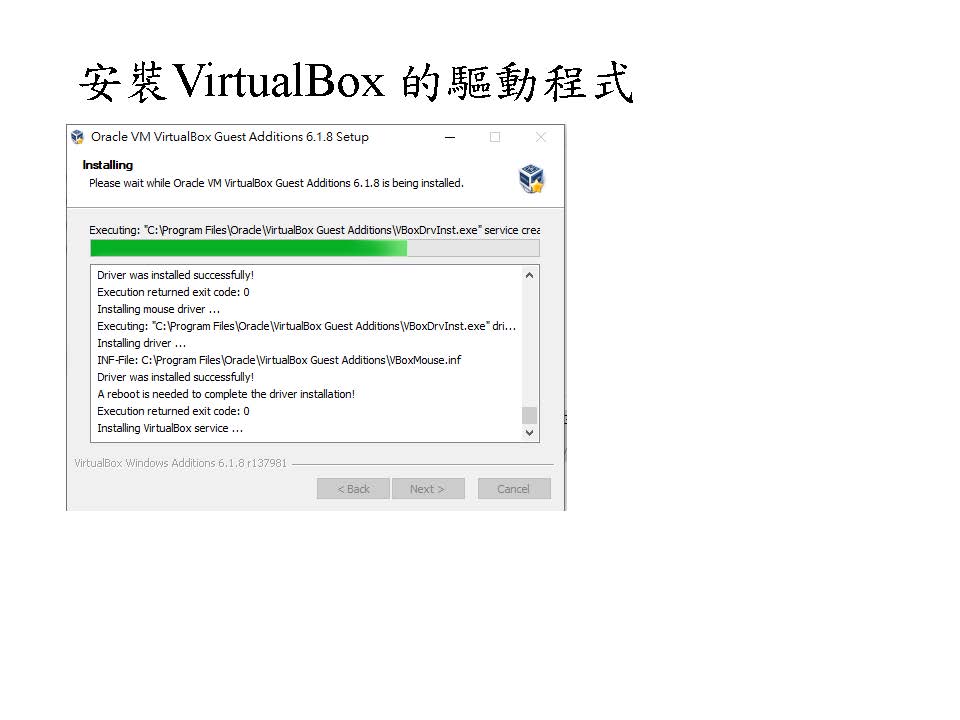 安裝VirtualBox 的驅動程式
Oracle VM VirtualBox Guest Additions 6.1.8 Setup
Installing
Please wait while Oracle VM VirtualBox Guest Additions 6.1.8 is being installed.
Executing: "C:\Program Files\Oracle\VirtualBox Guest Additions\VBoxDrvInst.exe" service crea
Driver was installed successfully!
Execution returned exit code: 0
Installing mouse driver ...
Executing: "C:\Program Files\Oracle\VirtualBox Guest Additions\VBoxDrvInst.exe" dri...
Installing driver ...
INF-File: C:\Program Files\Oracle\VirtualBox Guest Additions\VBoxMouse.inf
Driver was installed successfully!
A reboot is needed to complete the driver installation!
Execution returned exit code: 0
Installing VirtualBox service ...
VirtualBox Windows Additions 6.1.8 r137981
< Back Next > Cancel